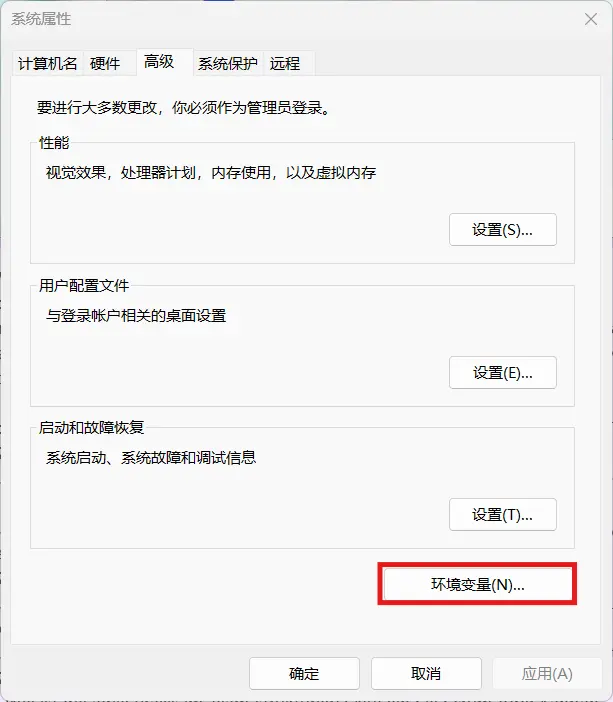 系统属性
计算机名 硬件 高级 系统保护 远程
要进行大多数更改，你必须作为管理员登录。
性能
视觉效果，处理器计划，内存使用，以及虚拟内存
设置(S)...
用户配置文件
与登录帐户相关的桌面设置
设置(E)...
启动和故障恢复
系统启动、系统故障和调试信息
设置(T)...
环境变量(N)...
确定 取消 应用(A)